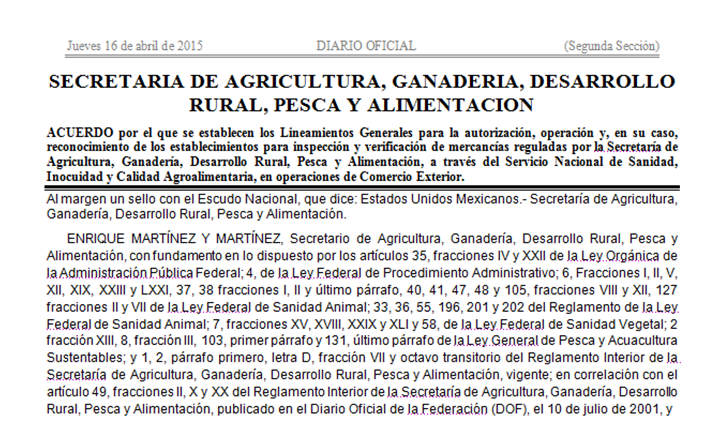 Jueves 16 de abril de 2015 DIARIO OFICIAL (Segunda Sección)
SECRETARIA DE AGRICULTURA, GANADERIA, DESARROLLO
RURAL, PESCA Y ALIMENTACION
ACUERDO por el que se establecen los Lineamientos Generales para la autorización, operación y, en su caso,
reconocimiento de los establecimientos para inspección y verificación de mercancías reguladas por la Secretaría de
Agricultura, Ganadería, Desarrollo Rural, Pesca y Alimentación, a través del Servicio Nacional de Sanidad,
Inocuidad y Calidad Agroalimentaria, en operaciones de Comercio Exterior.
Al margen un sello con el Escudo Nacional, que dice: Estados Unidos Mexicanos.- Secretaría de Agricultura,
Ganadería, Desarrollo Rural, Pesca y Alimentación.
ENRIQUE MARTÍNEZ Y MARTÍNEZ, Secretario de Agricultura, Ganadería, Desarrollo Rural, Pesca y
Alimentación, con fundamento en lo dispuesto por los artículos 35, fracciones IV y XXII de la Ley Orgánica de
la Administración Pública Federal; 4, de la Ley Federal de Procedimiento Administrativo; 6, Fracciones I, II, V,
XII, XIX, XXIII y LXXI, 37, 38 fracciones I, II y último párrafo, 40, 41, 47, 48 y 105, fracciones VIII y XII, 127
fracciones II y VII de la Ley Federal de Sanidad Animal; 33, 36, 55, 196, 201 y 202 del Reglamento de la Ley
Federal de Sanidad Animal; 7, fracciones XV, XVIII, XXIX y XLI y 58, de la Ley Federal de Sanidad Vegetal; 2
fracción XIII, 8, fracción III, 103, primer párrafo y 131, último párrafo de la Ley General de Pesca y Acuacultura
Sustentables; y 1, 2, párrafo primero, letra D, fracción VII y octavo transitorio del Reglamento Interior de la
Secretaría de Agricultura, Ganadería, Desarrollo Rural, Pesca y Alimentación, vigente; en correlación con el
artículo 49, fracciones II, X y XX del Reglamento Interior de la Secretaría de Agricultura, Ganadería, Desarrollo
Rural, Pesca y Alimentación, publicado en el Diario Oficial de la Federación (DOF), el 10 de julio de 2001, y